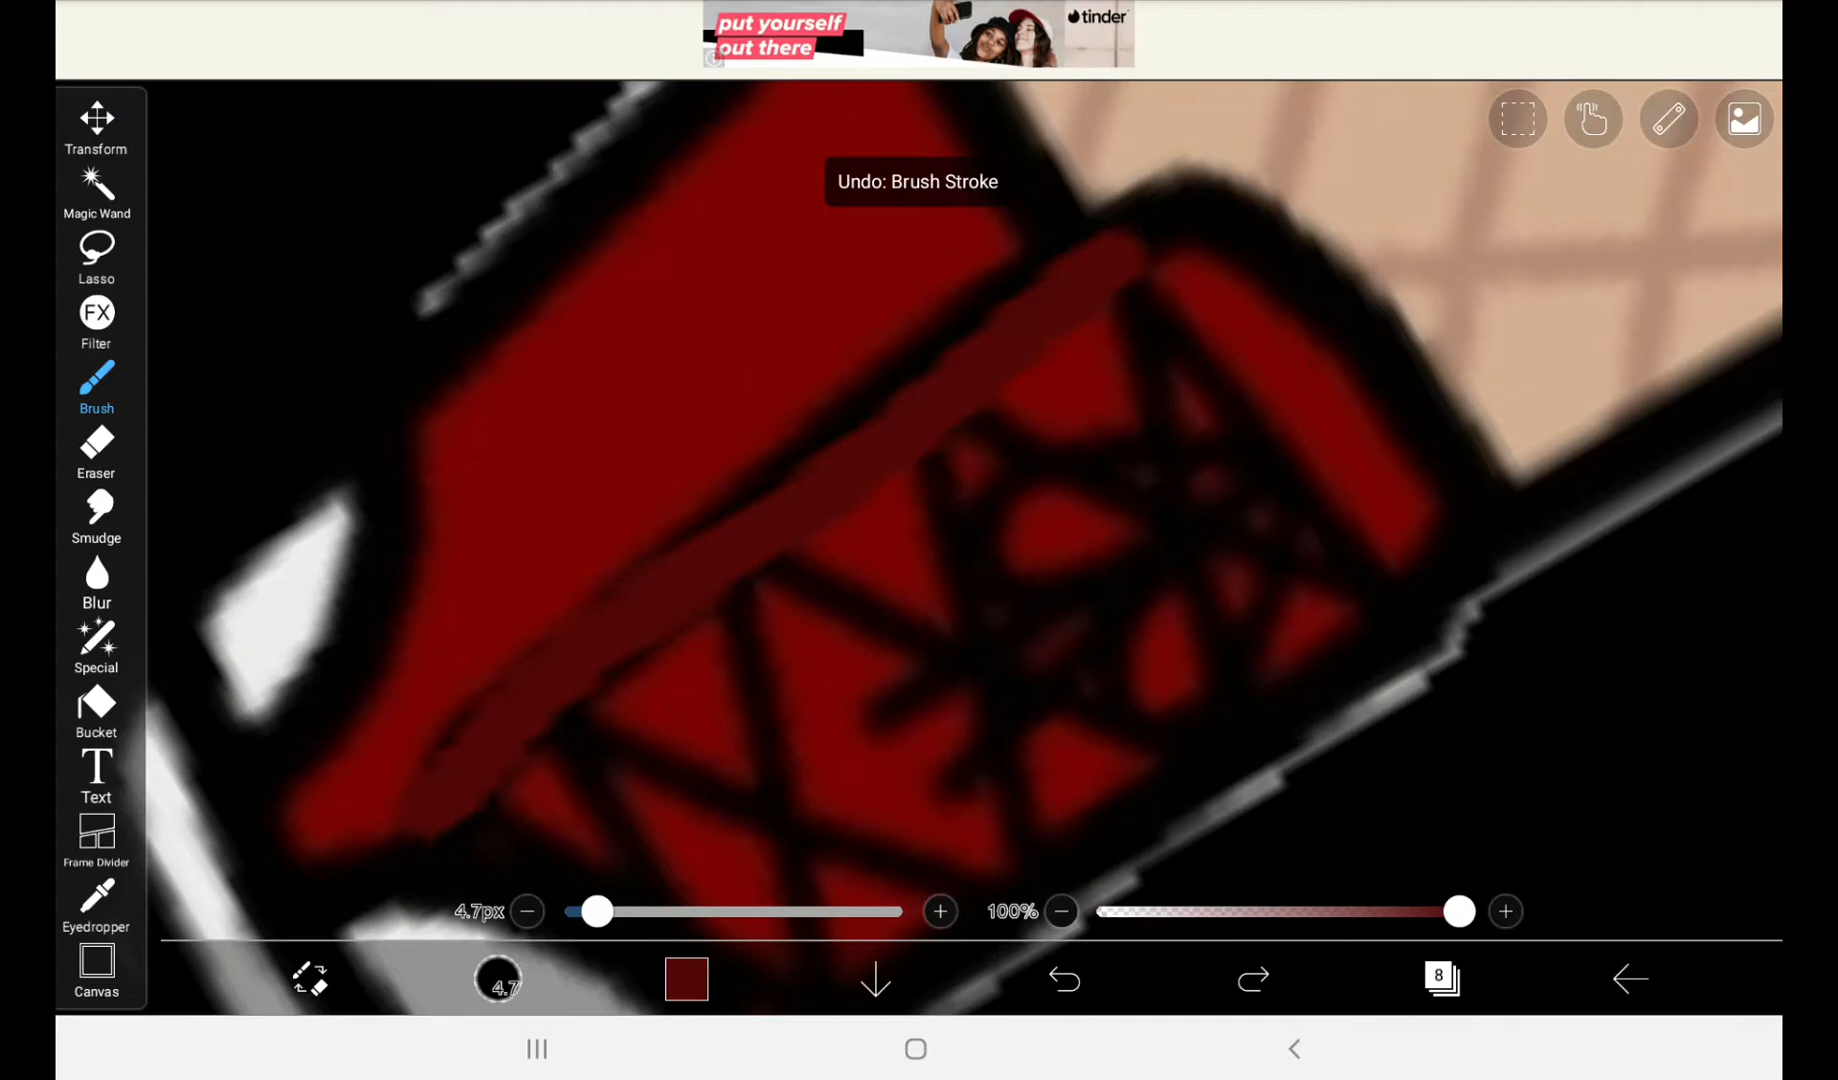 put yourself
out there
tinder
Undo: Brush Stroke
Transform
Magic Wand
Lasso
FX
Filter
Brush
Eraser
Smudge
Blur
Special
Bucket
T
Text
Frame Divider
Eyedropper
Canvas
4.7px
100%
4.7
8